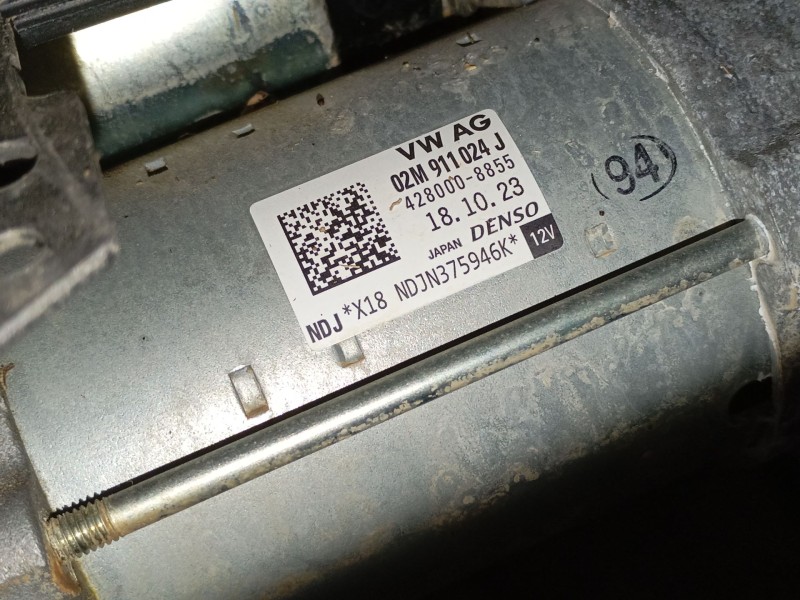 VW AG
02M 911 024 J
428000-8855
18.10.23
JAPAN DENSO 12V
NDJ *X18 NDJN375946K*
94